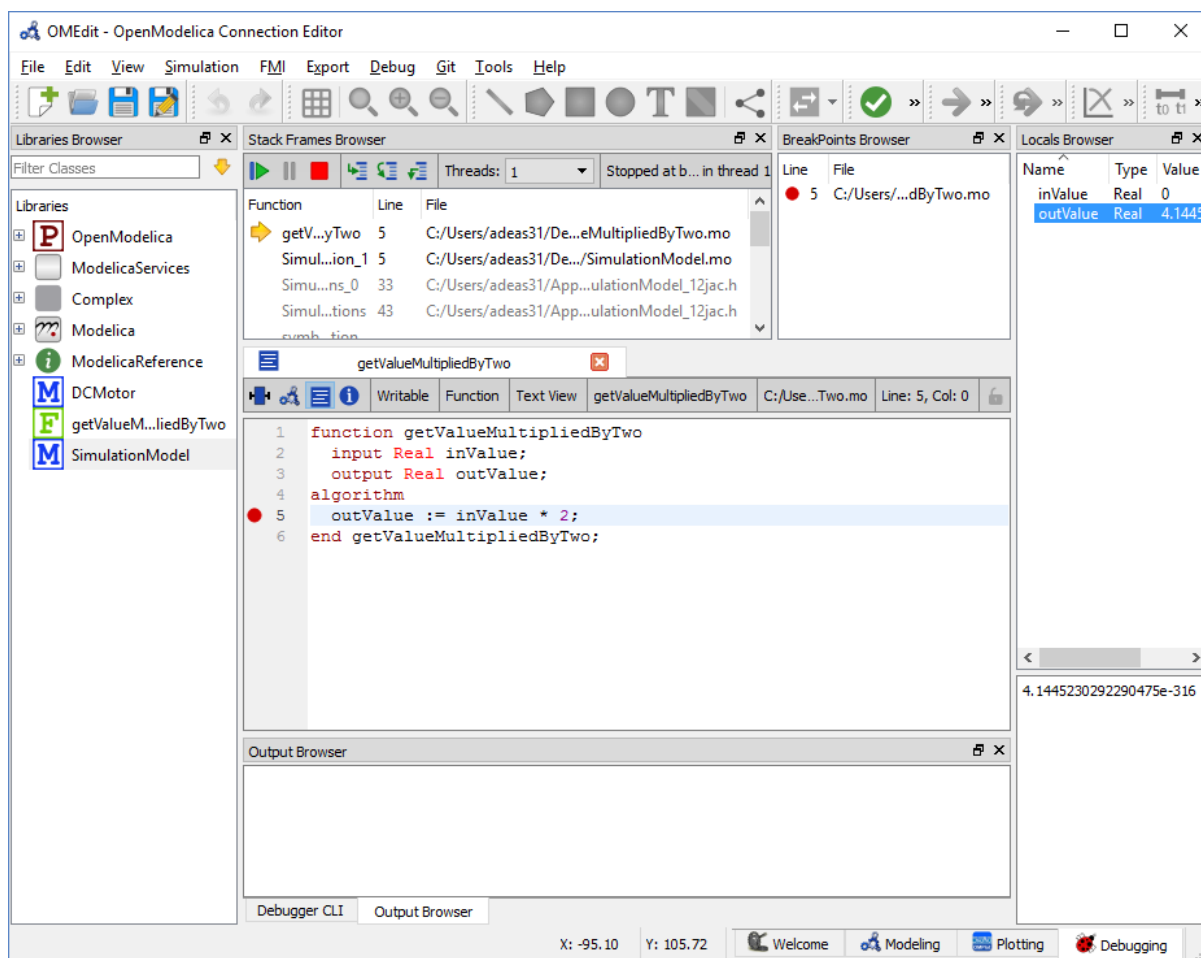 OMEdit - OpenModelica Connection Editor
File Edit View Simulation FMI Export Debug Git Tools Help
T » » » » t0 t1 »
Libraries Browser
Filter Classes
Libraries
P OpenModelica
ModelicaServices
Complex
Modelica
i ModelicaReference
M DCMotor
F getValueM...liedByTwo
M SimulationModel
Stack Frames Browser
Threads: 1 Stopped at b... in thread 1
Function Line File
getV...yTwo 5 C:/Users/adeas31/De...eMultipliedByTwo.mo
Simul...ion_1 5 C:/Users/adeas31/De.../SimulationModel.mo
Simu...ns_0 33 C:/Users/adeas31/App...ulationModel_12jac.h
Simul...tions 43 C:/Users/adeas31/App...ulationModel_12jac.h
symb...tion
BreakPoints Browser
Line File
5 C:/Users/...dByTwo.mo
Locals Browser
Name Type Value
inValue Real 0
outValue Real 4.1445
4.1445230292290475e-316
getValueMultipliedByTwo
Writable Function Text View getValueMultipliedByTwo C:/Use...Two.mo Line: 5, Col: 0
1 function getValueMultipliedByTwo
2 input Real inValue;
3 output Real outValue;
4 algorithm
5 outValue := inValue * 2;
6 end getValueMultipliedByTwo;
Output Browser
Debugger CLI Output Browser
X: -95.10 Y: 105.72 Welcome Modeling Plotting Debugging